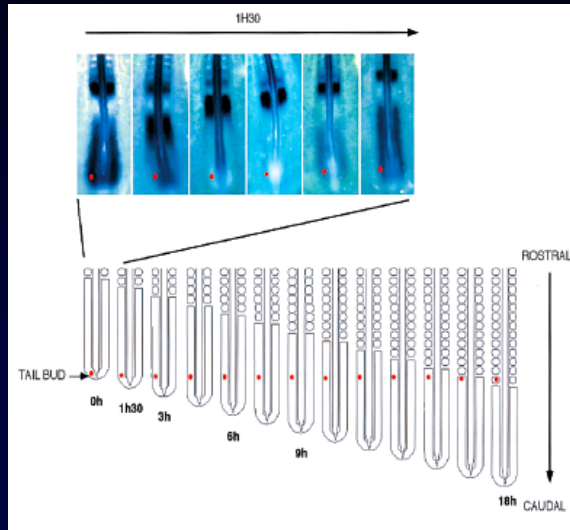 1H30
ROSTRAL
TAIL BUD
0h
1h30
3h
6h
9h
18h
CAUDAL